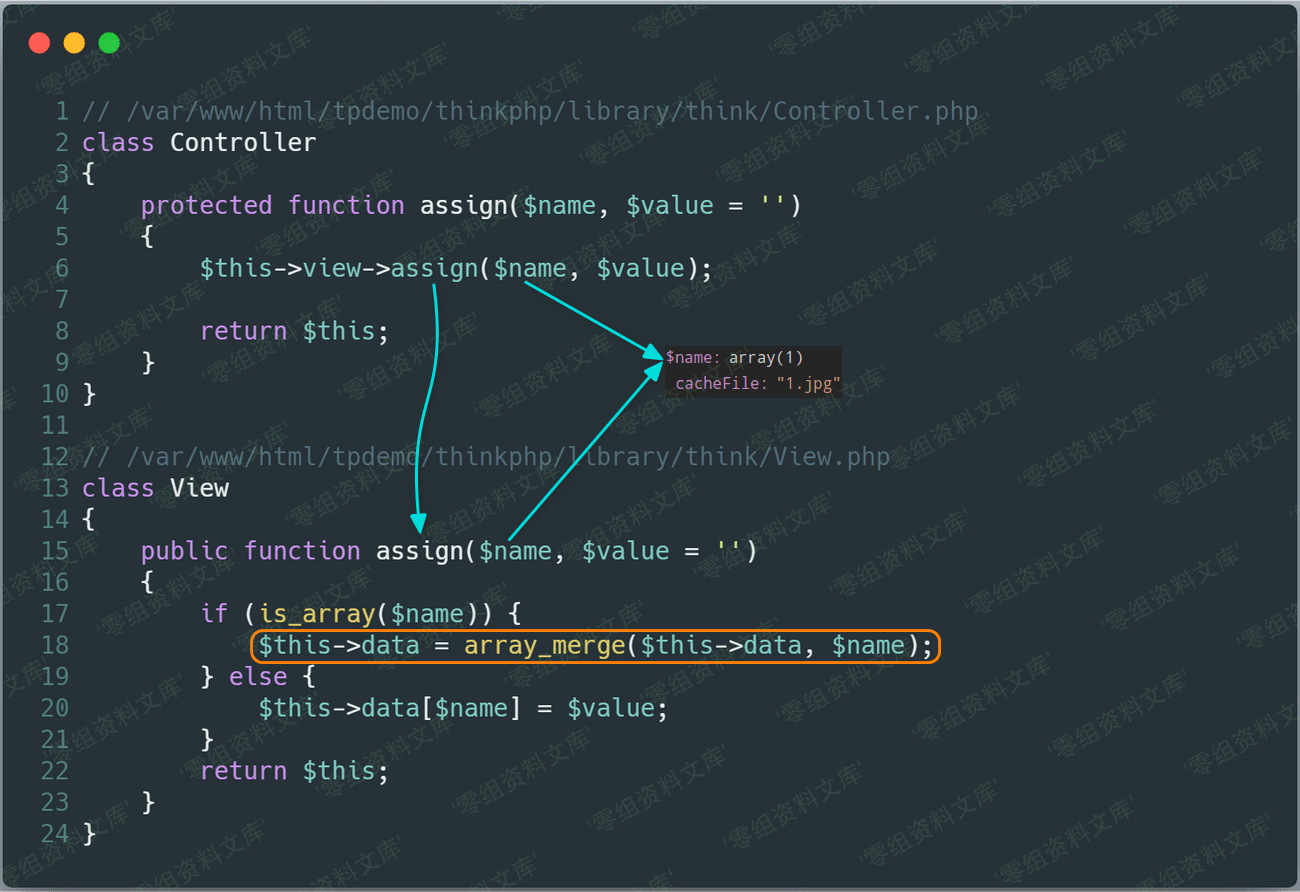 1 // /var/www/html/tpdemo/thinkphp/library/think/Controller.php
2 class Controller
3 {
4     protected function assign($name, $value = '')
5     {
6         $this->view->assign($name, $value);
7
8         return $this;
9     }
10 }
$name: array(1)
cacheFile: "1.jpg"
11
12 // /var/www/html/tpdemo/thinkphp/library/think/View.php
13 class View
14 {
15     public function assign($name, $value = '')
16     {
17         if (is_array($name)) {
18             $this->data = array_merge($this->data, $name);
19         } else {
20             $this->data[$name] = $value;
21         }
22         return $this;
23     }
24 }
'零组资料文库'